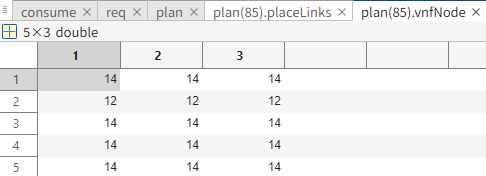 consume × req × plan × plan(85).placeLinks × plan(85).vnfNode ×
5×3 double
1 2 3
1 14 14 14
2 12 12 12
3 14 14 14
4 14 14 14
5 14 14 14